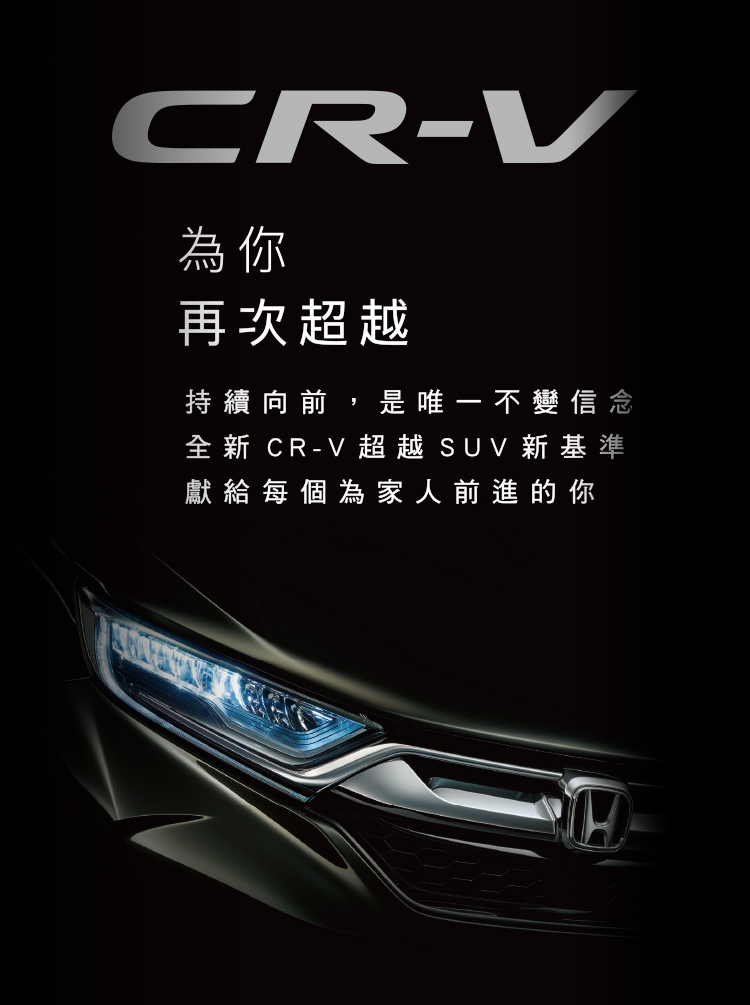 CR-V
為你
再次超越
持續向前，是唯一不變信念
全新 CR-V 超越 SUV 新基準
獻給每個為家人前進的你